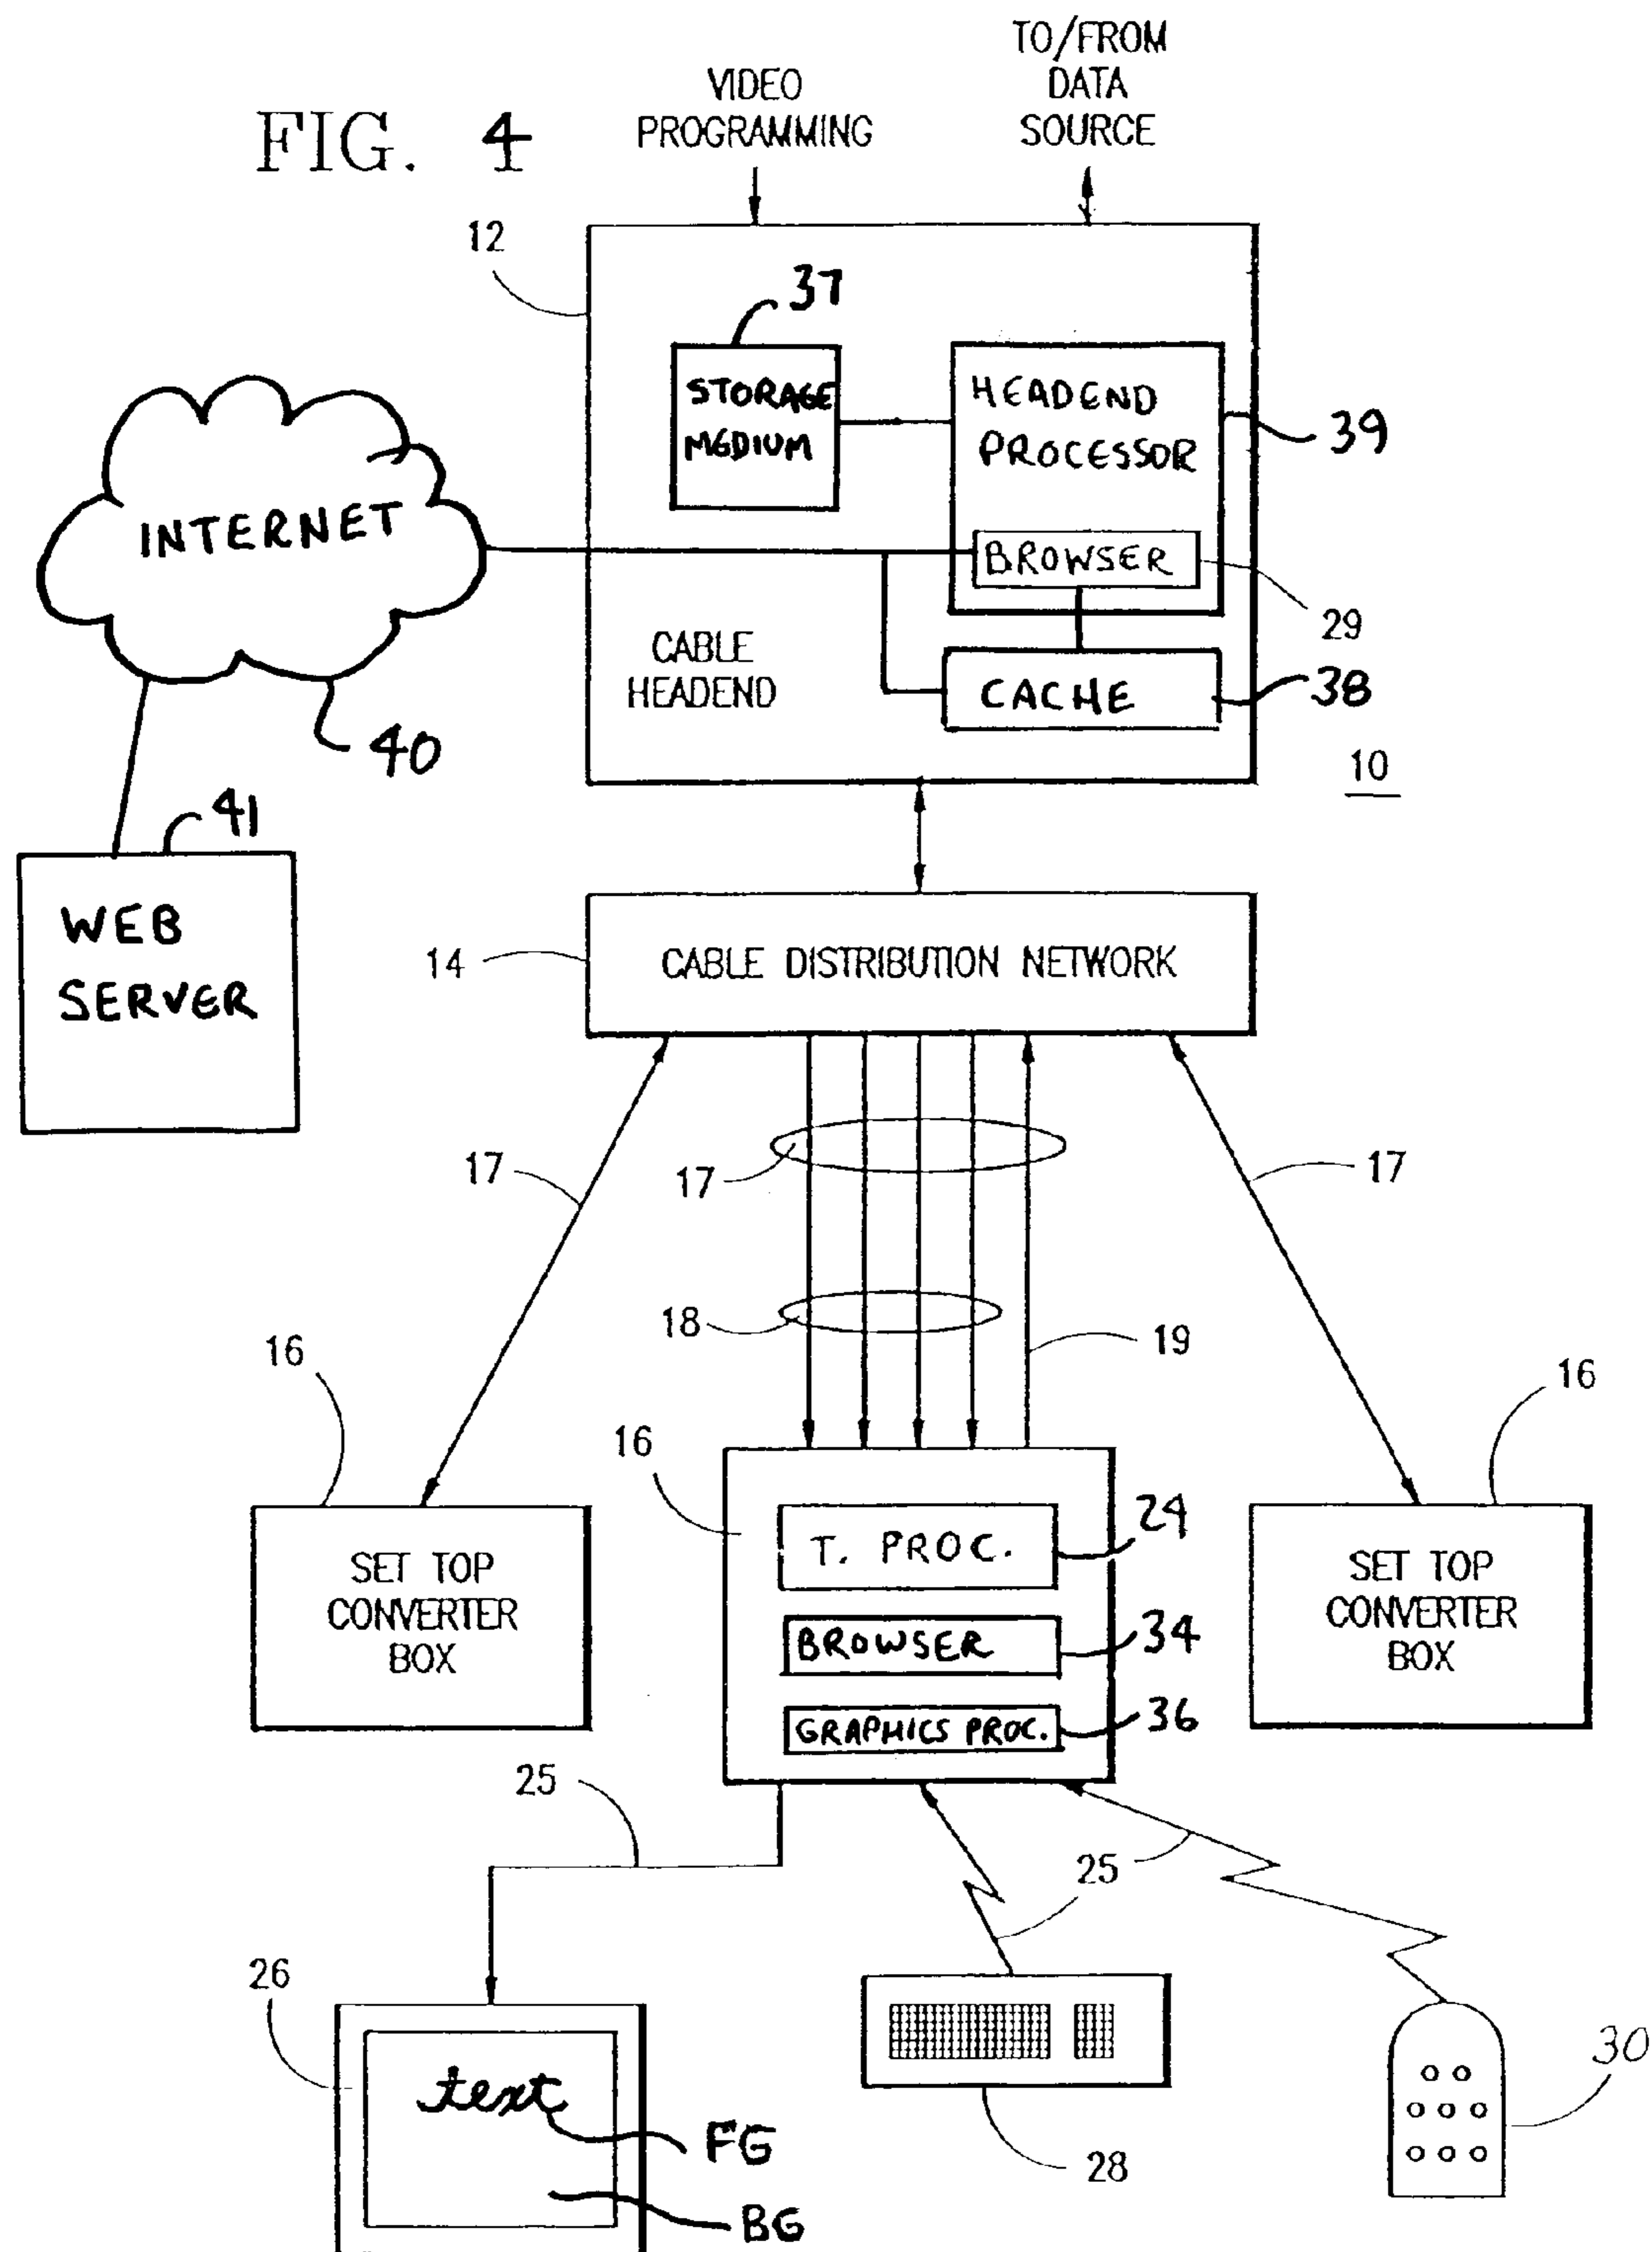 FIG. 4
VIDEO
PROGRAMMING
TO/FROM
DATA
SOURCE
12
37
STORAGE
MEDIUM
HEADEND
PROCESSOR
39
INTERNET
BROWSER
29
CABLE
HEADEND
CACHE
38
40
10
41
WEB
SERVER
14
CABLE DISTRIBUTION NETWORK
17
17
17
18
19
16
16
16
SET TOP
CONVERTER
BOX
T. PROC.
24
BROWSER
34
GRAPHICS PROC.
36
SET TOP
CONVERTER
BOX
25
25
26
text
FG
BG
28
30